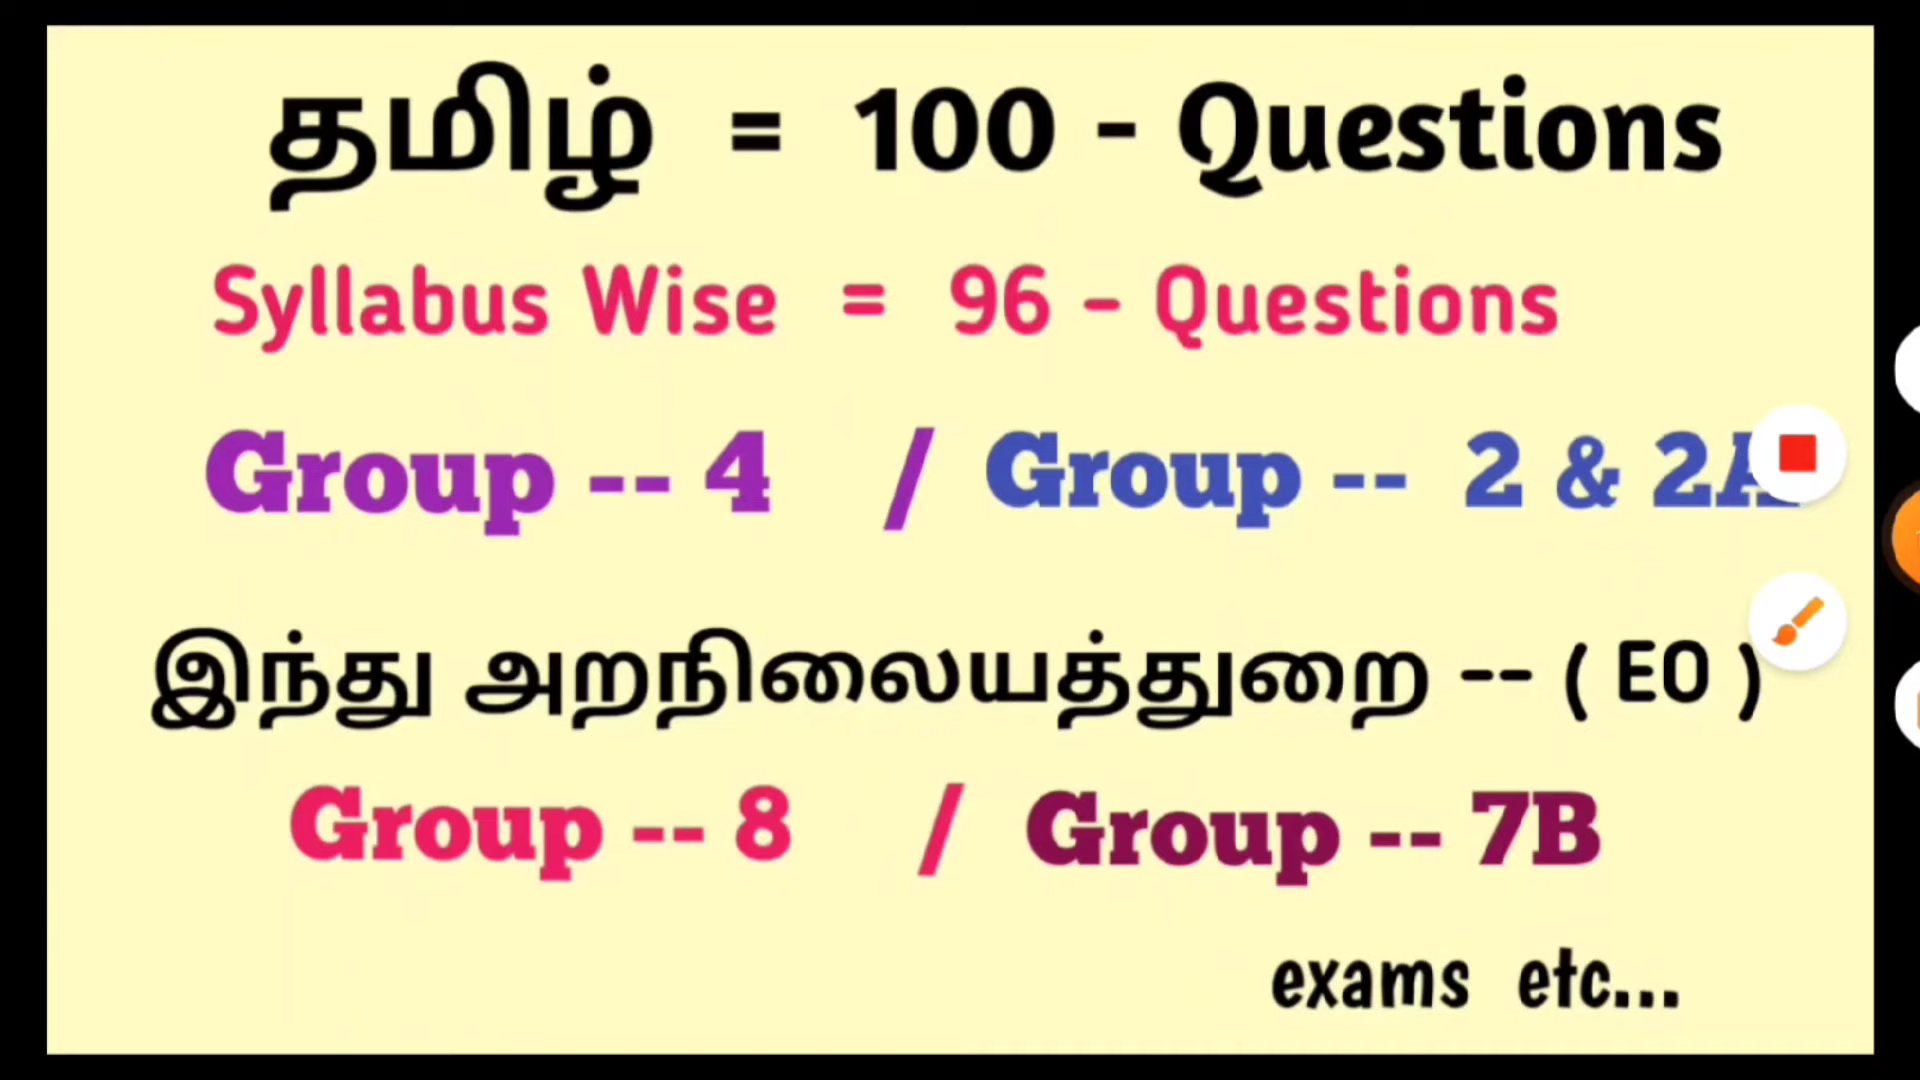 தமிழ் = 100 - Questions
Syllabus Wise = 96 - Questions
Group -- 4 / Group -- 2 & 2A
இந்து அறநிலையத்துறை -- ( EO )
Group -- 8 / Group -- 7B
exams etc...